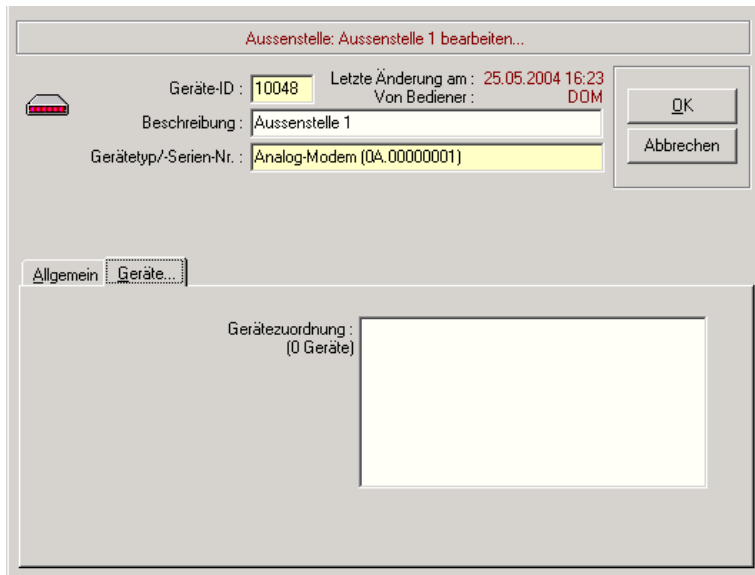 Aussenstelle: Aussenstelle 1 bearbeiten...
Geräte-ID : 10048 Letzte Änderung am : 25.05.2004 16:23
Von Bediener : DOM
Beschreibung : Aussenstelle 1
Gerätetyp/-Serien-Nr. : Analog-Modem (0A.00000001)
OK
Abbrechen
Allgemein Geräte...
Gerätezuordnung :
(0 Geräte)